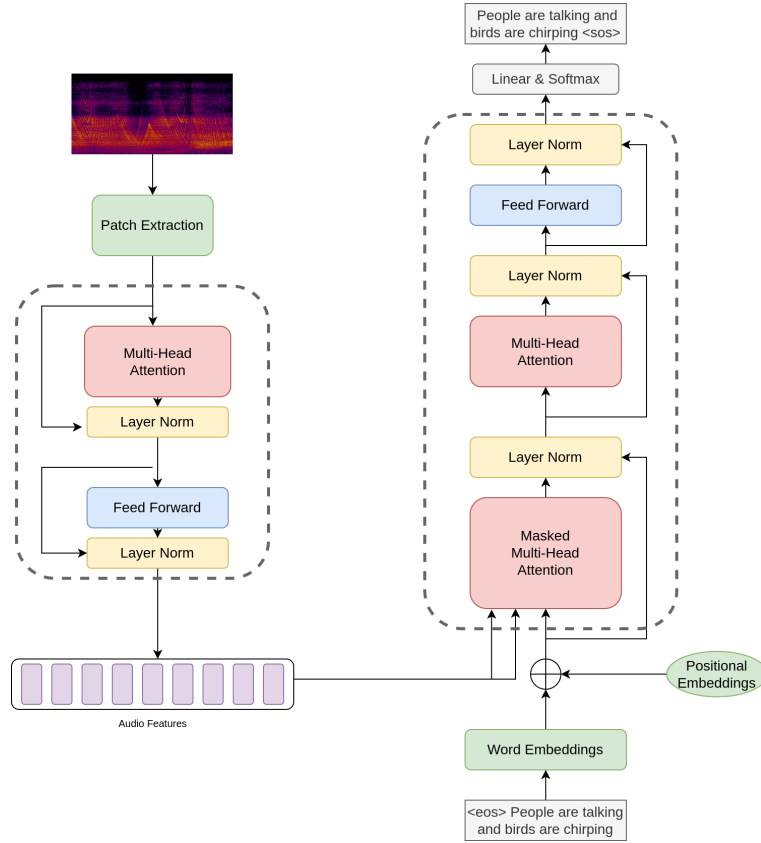 People are talking and
birds are chirping <sos>
Linear & Softmax
Layer Norm
Feed Forward
Layer Norm
Multi-Head
Attention
Layer Norm
Masked
Multi-Head
Attention
Positional
Embeddings
Word Embeddings
<eos> People are talking
and birds are chirping
Patch Extraction
Multi-Head
Attention
Layer Norm
Feed Forward
Layer Norm
Audio Features